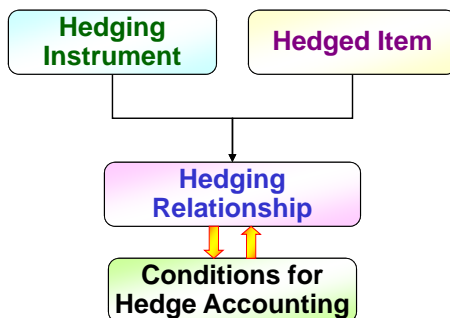 Hedging
Instrument
Hedged Item
Hedging
Relationship
Conditions for
Hedge Accounting